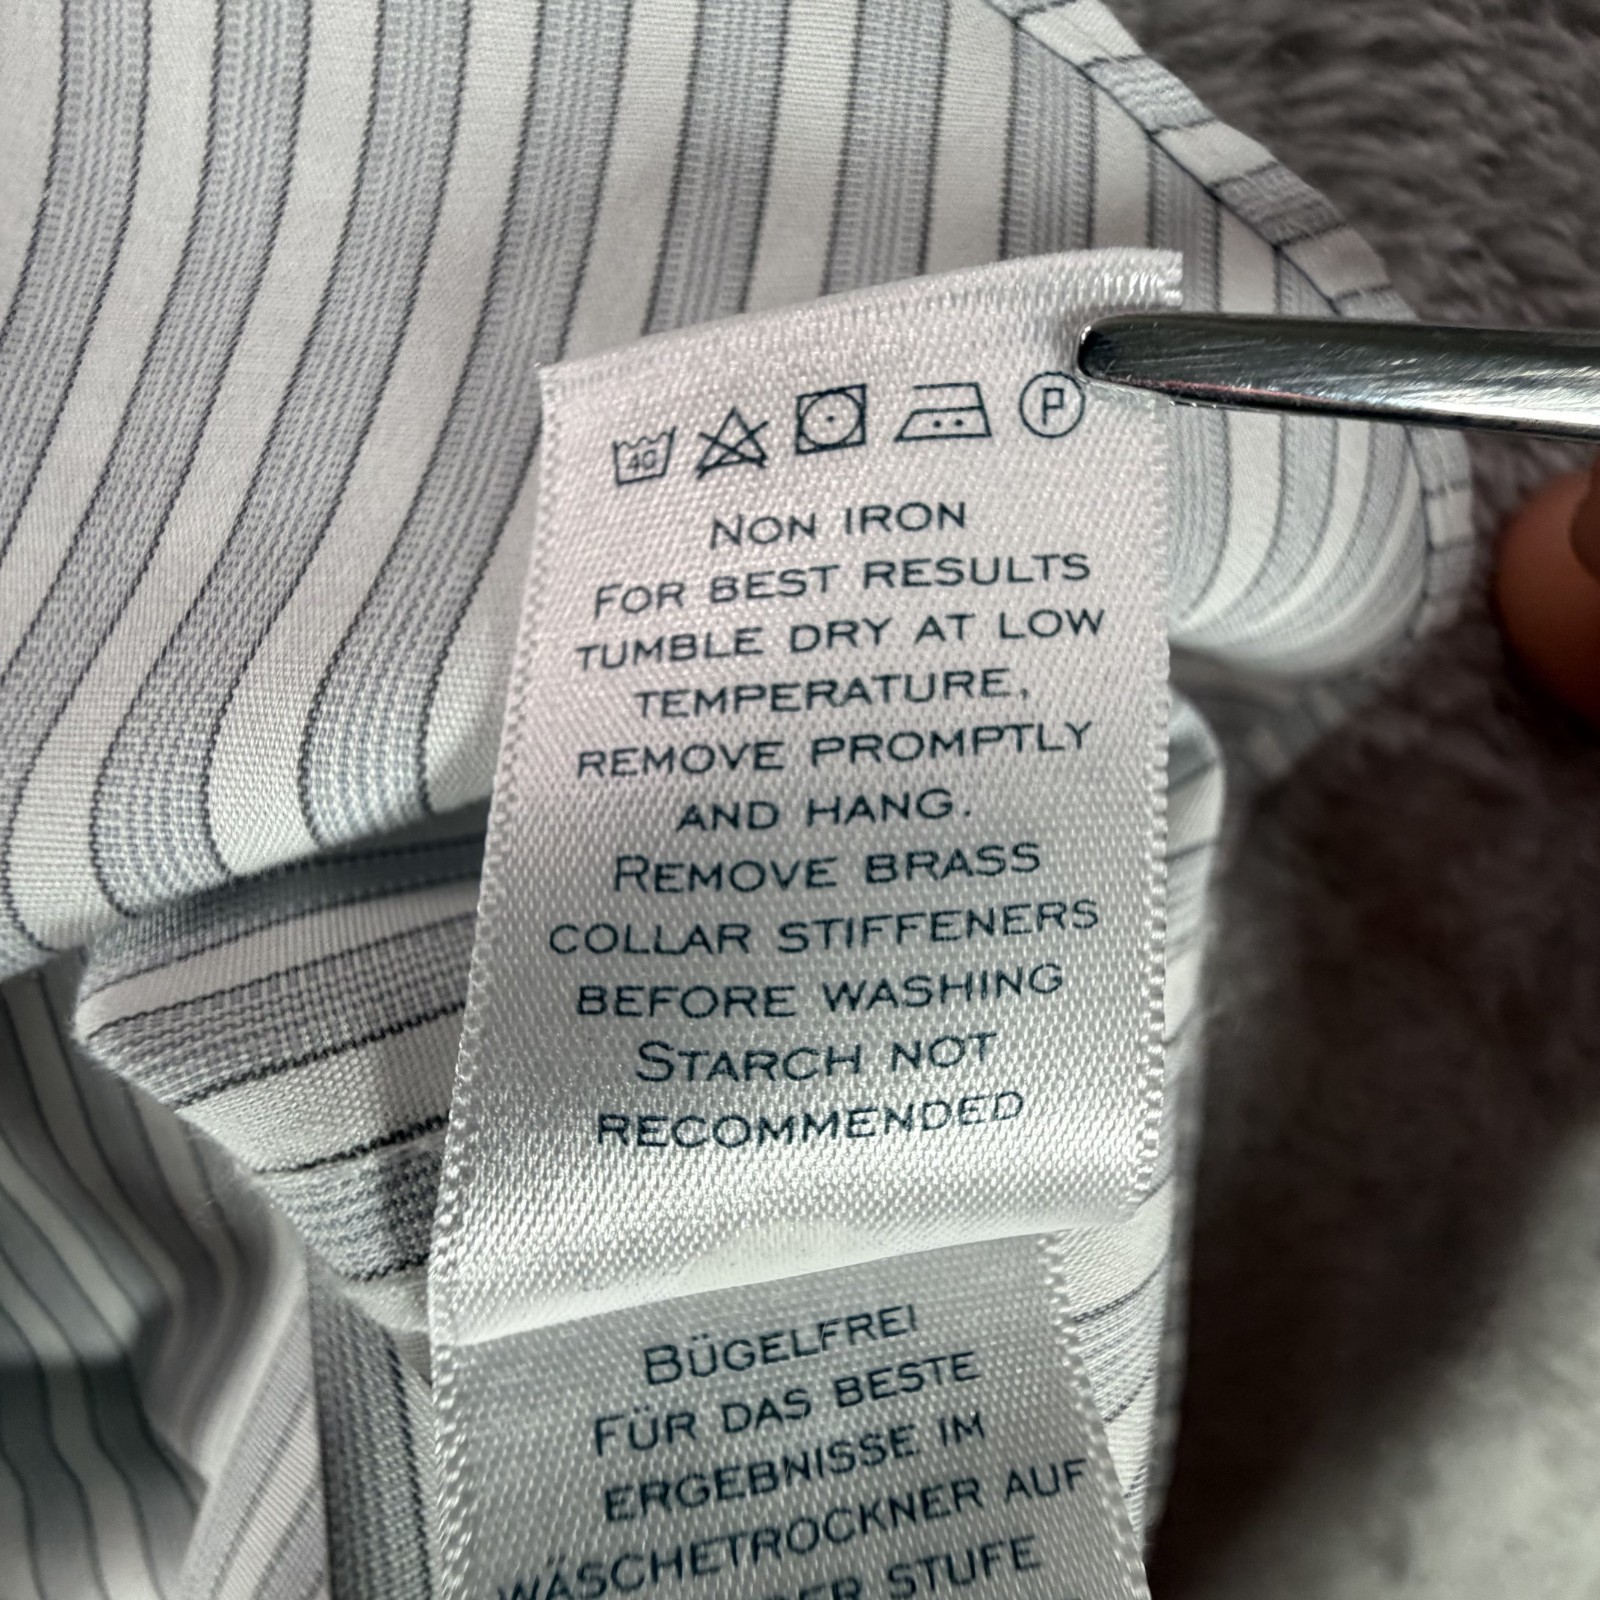 40 P
NON IRON
FOR BEST RESULTS
TUMBLE DRY AT LOW
TEMPERATURE,
REMOVE PROMPTLY
AND HANG.
REMOVE BRASS
COLLAR STIFFENERS
BEFORE WASHING
STARCH NOT
RECOMMENDED
BÜGELFREI
FÜR DAS BESTE
ERGEBNISSE IM
WÄSCHETROCKNER AUF
STUFE